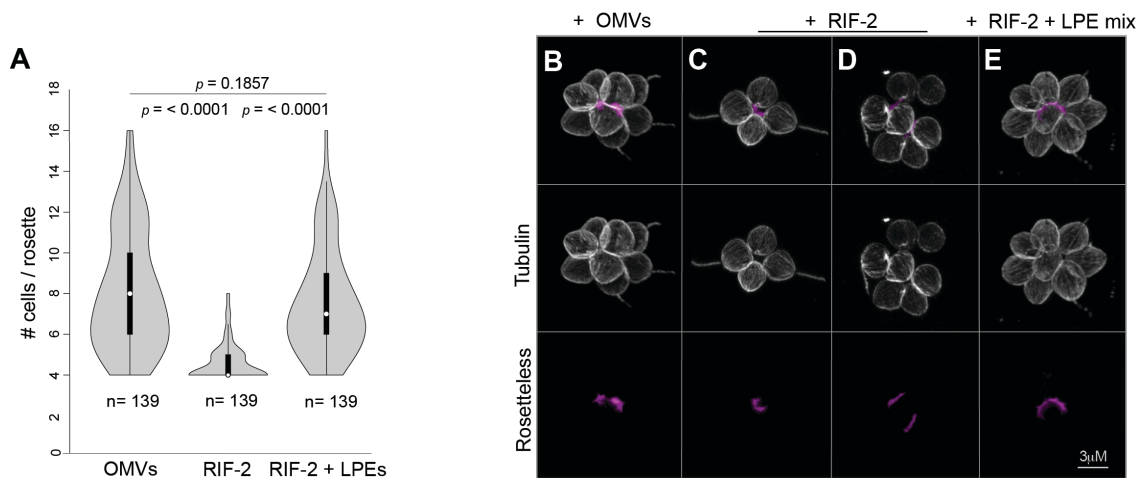 A
# cells / rosette
18
16
14
12
10
8
6
4
2
0
p = 0.1857
p = < 0.0001 p = < 0.0001
n= 139 n= 139 n= 139
OMVs RIF-2 RIF-2 + LPEs
+ OMVs + RIF-2 + RIF-2 + LPE mix
B C D E
Tubulin
Rosetteless
3µM